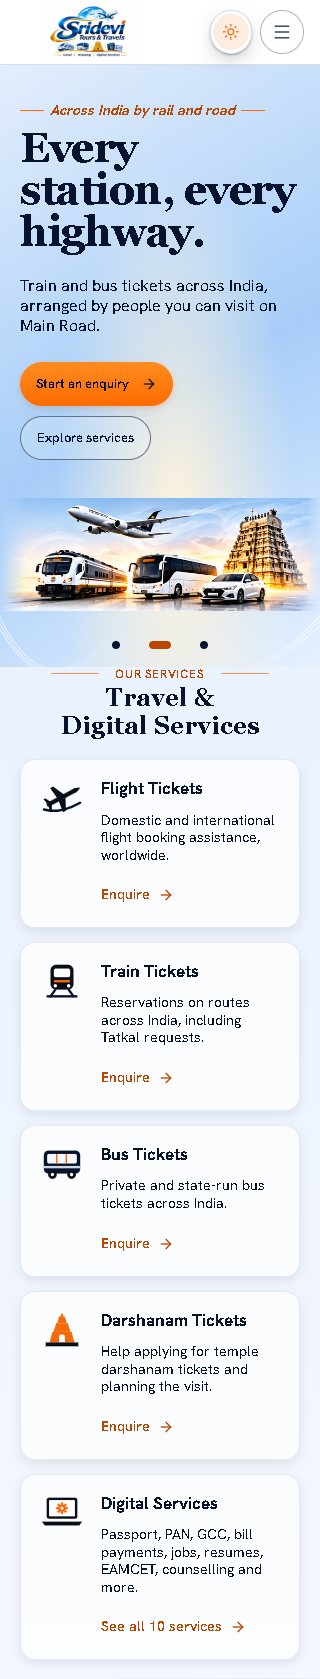 Sridevi
Tours & Travels
Across India by rail and road
Every
station, every
highway.
Train and bus tickets across India,
arranged by people you can visit on
Main Road.
Start an enquiry
Explore services
OUR SERVICES
Travel &
Digital Services
Flight Tickets
Domestic and international
flight booking assistance,
worldwide.
Enquire
Train Tickets
Reservations on routes
across India, including
Tatkal requests.
Enquire
Bus Tickets
Private and state-run bus
tickets across India.
Enquire
Darshanam Tickets
Help applying for temple
darshanam tickets and
planning the visit.
Enquire
Digital Services
Passport, PAN, GCC, bill
payments, jobs, resumes,
EAMCET, counselling and
more.
See all 10 services